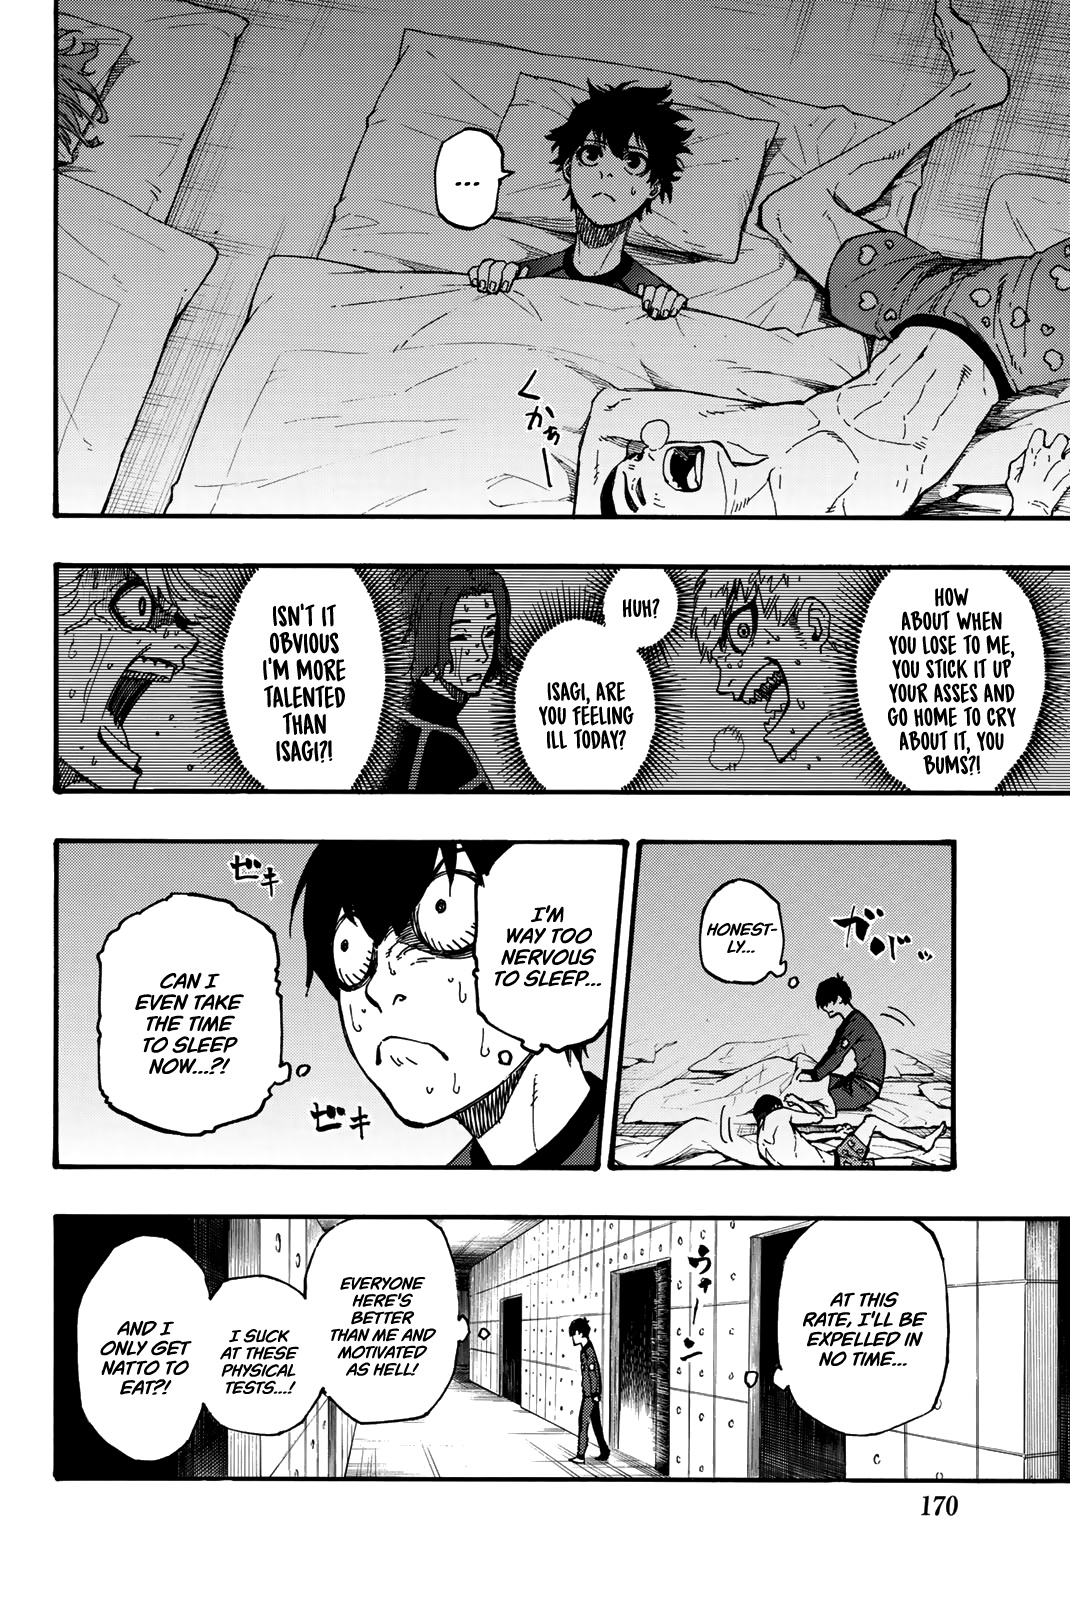 ...
くかぁー
HOW
ABOUT WHEN
YOU LOSE TO ME,
YOU STICK IT UP
YOUR ASSES AND
GO HOME TO CRY
ABOUT IT, YOU
BUMS?!
HUH?
ISAGI, ARE
YOU FEELING
ILL TODAY?
ISN'T IT
OBVIOUS
I'M MORE
TALENTED
THAN
ISAGI?!
HONEST-
LY...
I'M
WAY TOO
NERVOUS
TO SLEEP...
ゼキ
CAN I
EVEN TAKE
THE TIME
TO SLEEP
NOW...?!
ゼキ
AT THIS
RATE, I'LL BE
EXPELLED IN
NO TIME...
ウィーン
EVERYONE
HERE'S
BETTER
THAN ME AND
MOTIVATED
AS HELL!
I SUCK
AT THESE
PHYSICAL
TESTS...!
AND I
ONLY GET
NATTO TO
EAT?!
170